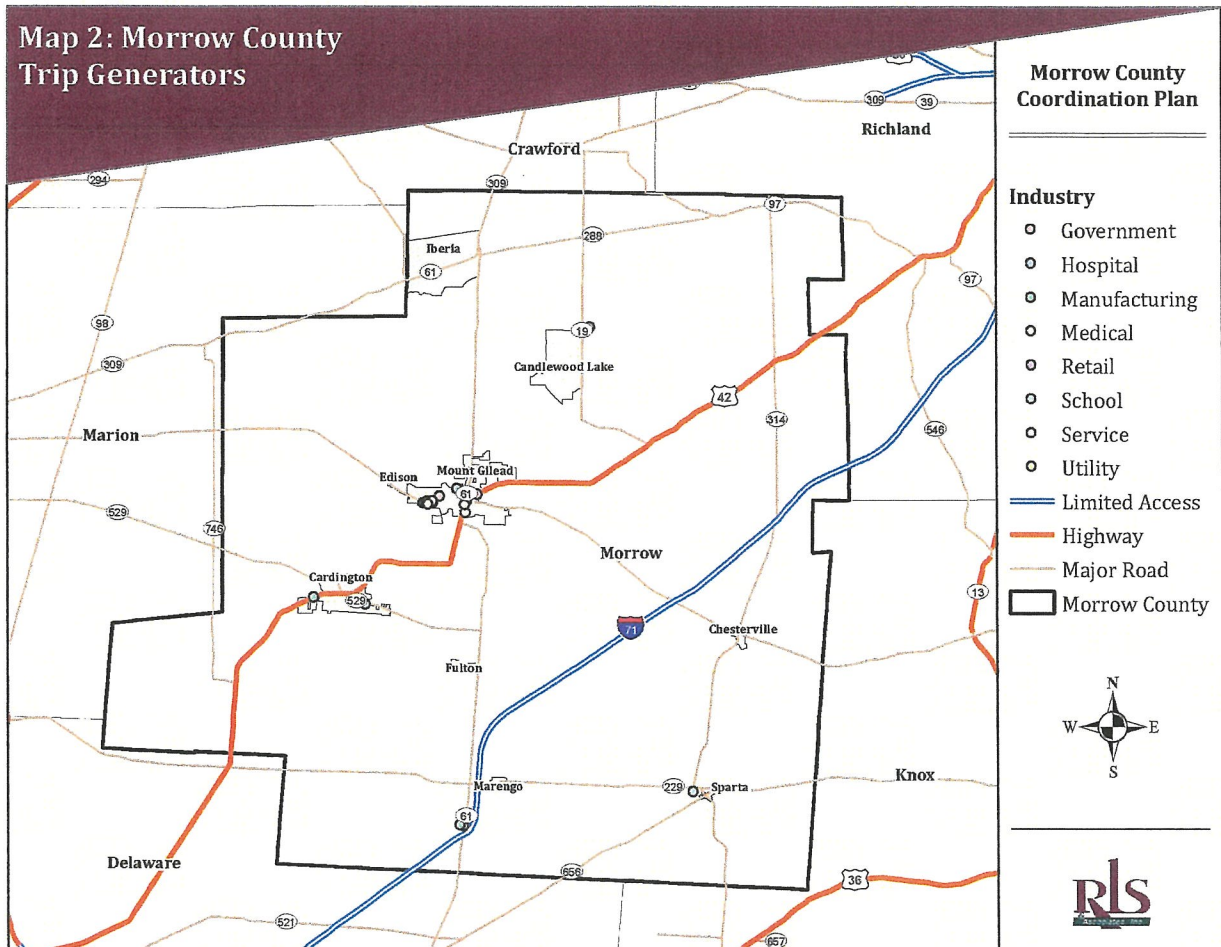 Map 2: Morrow County
Trip Generators
Morrow County
Coordination Plan
Industry
Government
Hospital
Manufacturing
Medical
Retail
School
Service
Utility
Limited Access
Highway
Major Road
Morrow County
N
W
E
S
RLS
& Associates, Inc.
309
39
Richland
Crawford
294
309
97
288
Iberia
61
97
98
19
309
Candlewood Lake
42
314
546
Marion
Edison
Mount Gilead
61
529
746
Morrow
Cardington
529
13
71
Chesterville
Fulton
Marengo
229
Sparta
Knox
61
Delaware
656
36
521
657